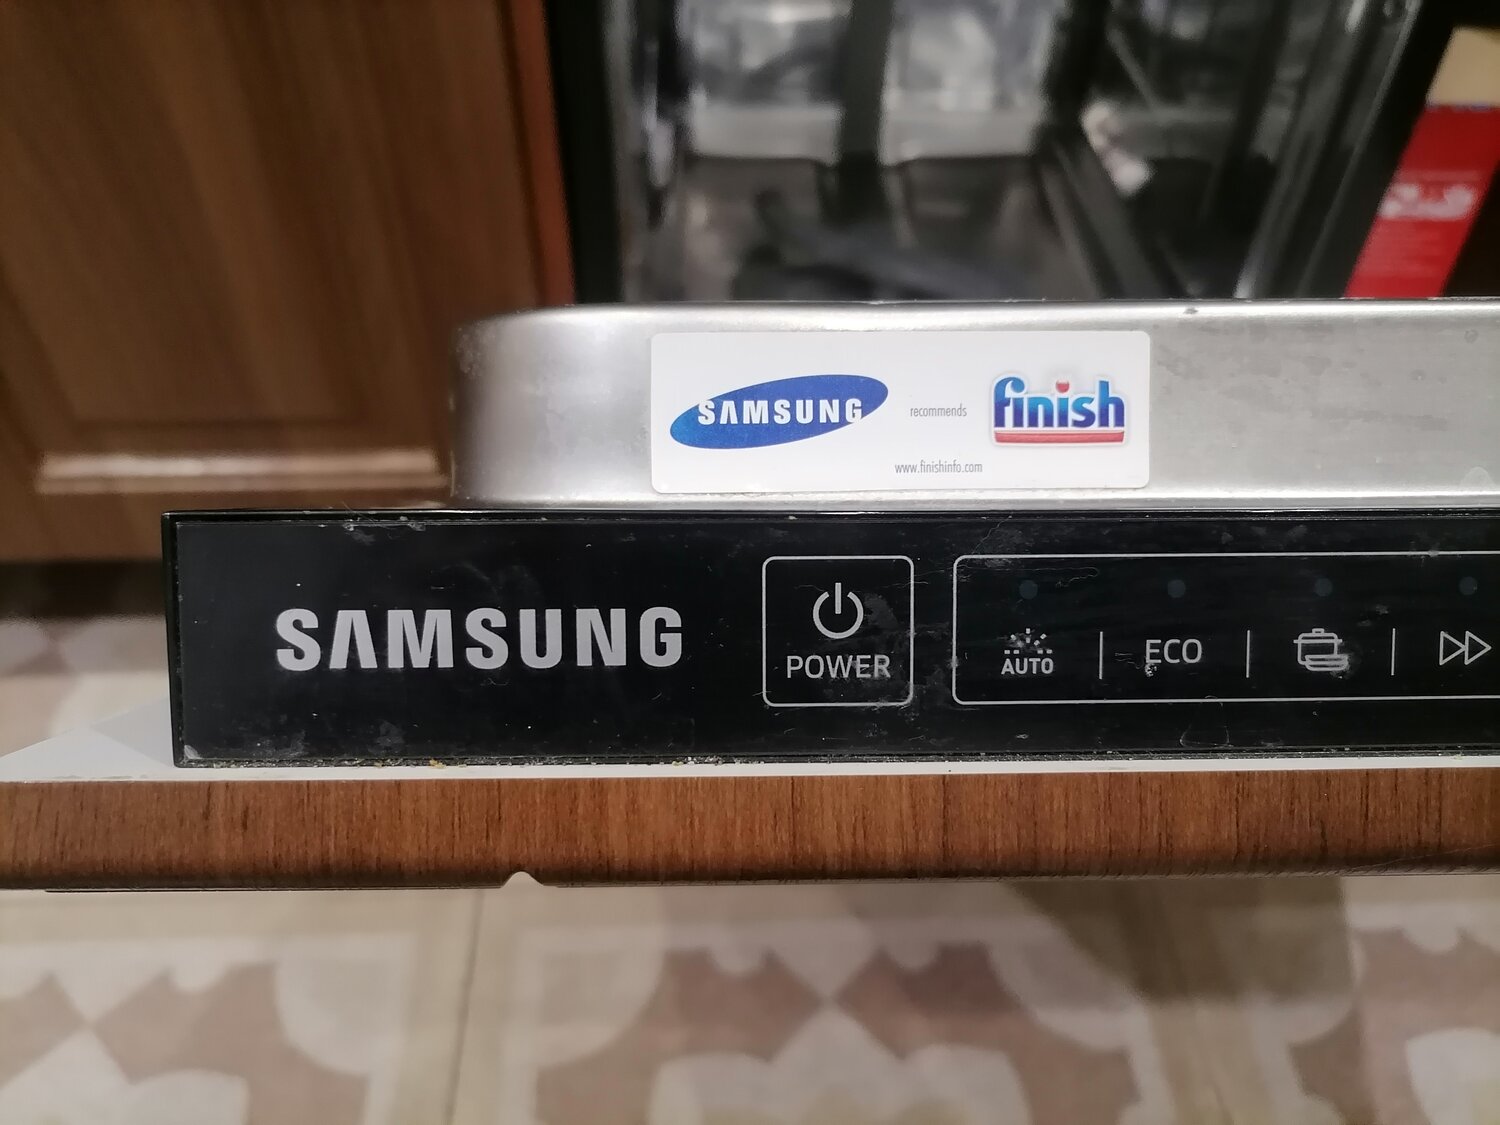 SAMSUNG recommends finish
www.finishinfo.com
SAMSUNG
POWER
AUTO
ECO